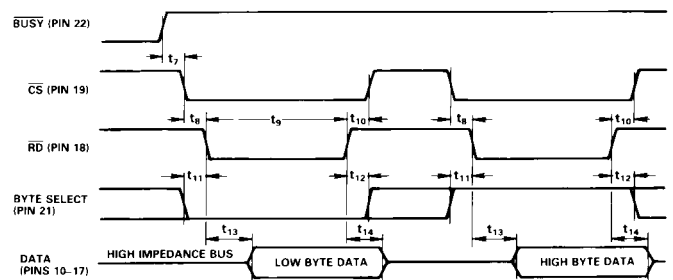 BUSY (PIN 22)
t7
CS (PIN 19)
t8 t9 t10 t8 t10
RD (PIN 18)
t11 t12 t11 t12
BYTE SELECT
(PIN 21)
t13 t14 t13 t14
DATA
(PINS 10–17)
HIGH IMPEDANCE BUS LOW BYTE DATA HIGH BYTE DATA